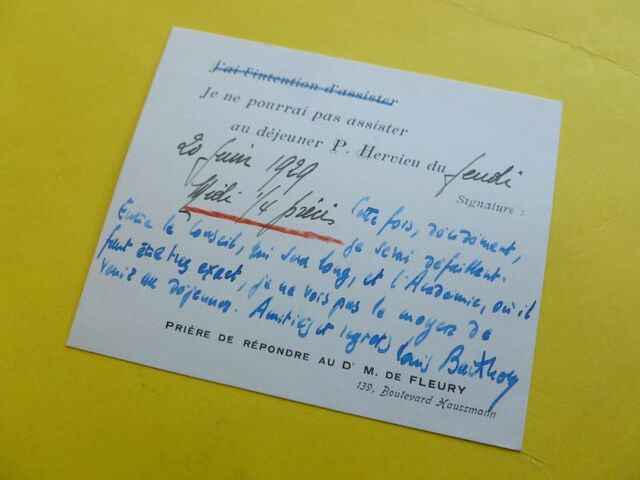 J'ai l'intention d'assister
Je ne pourrai pas assister
au déjeuner P. Hervieu du Jeudi
20 Juin 1929
Signature :
Midi 1/4 précis
Cette fois, décidément,
je serai défaillant.
Entre le Conseil, qui sera long, et l'Académie, où il
faut être très exact, je ne vois pas le moyen de
venir au déjeuner. Amitiés et regrets Louis Barthou
PRIÈRE DE RÉPONDRE AU Dr M. DE FLEURY
139, Boulevard Haussmann